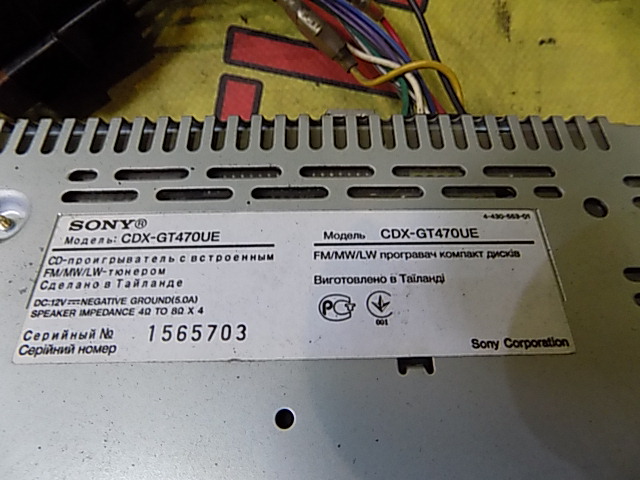 4-430-553-01
SONY®
Модель: CDX-GT470UE
CD-проигрыватель с встроенным
FM/MW/LW-тюнером
Сделано в Тайланде
DC:12V NEGATIVE GROUND(5.0A)
SPEAKER IMPEDANCE 4Ω TO 8Ω X 4
Серийный №
Серійний номер
1565703
Модель CDX-GT470UE
FM/MW/LW програвач компакт дисків
Виготовлено в Таїланді
001
Sony Corporation